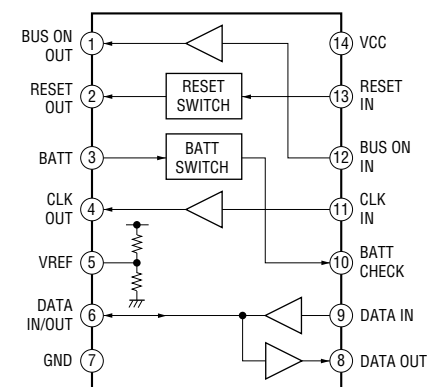 BUS ON
OUT
1
14
VCC
RESET
OUT
2
RESET
SWITCH
13
RESET
IN
BATT
3
BATT
SWITCH
12
BUS ON
IN
CLK
OUT
4
11
CLK
IN
VREF
5
10
BATT
CHECK
DATA
IN/OUT
6
9
DATA IN
GND
7
8
DATA OUT